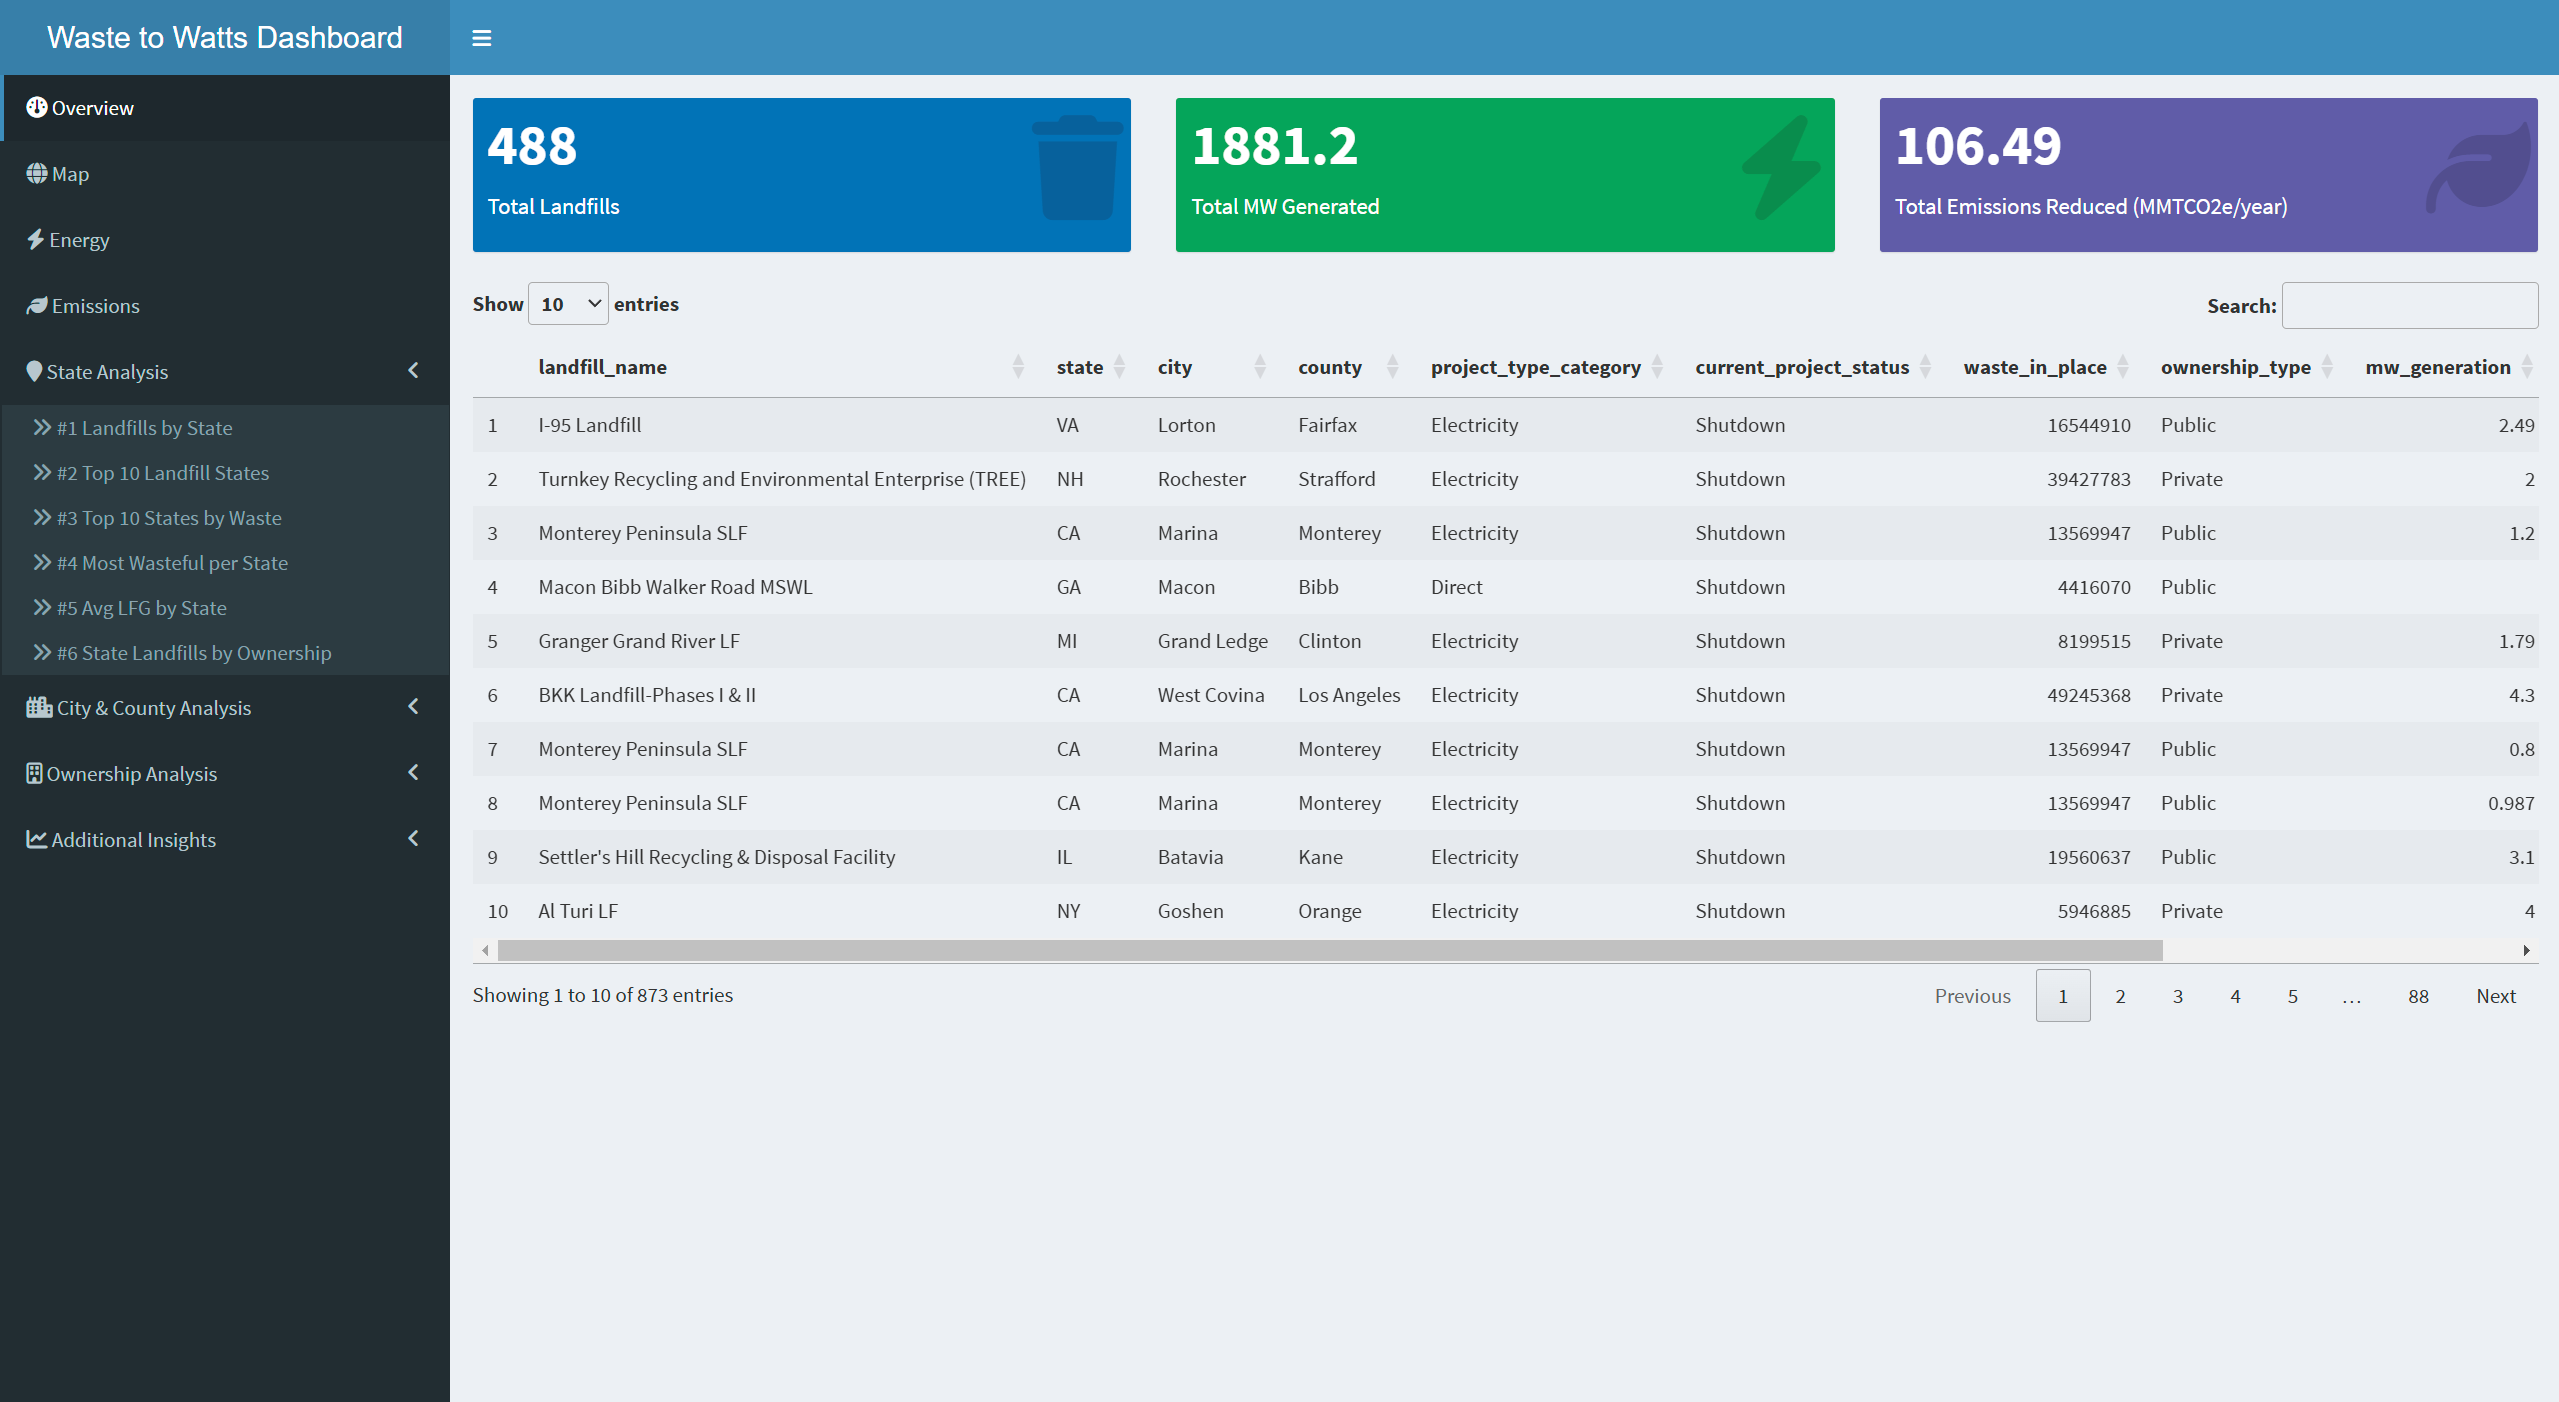 Waste to Watts Dashboard
Overview
Map
Energy
Emissions
State Analysis
#1 Landfills by State
#2 Top 10 Landfill States
#3 Top 10 States by Waste
#4 Most Wasteful per State
#5 Avg LFG by State
#6 State Landfills by Ownership
City & County Analysis
Ownership Analysis
Additional Insights
488
Total Landfills
1881.2
Total MW Generated
106.49
Total Emissions Reduced (MMTCO2e/year)
Show 10 entries
Search:
landfill_name state city county project_type_category current_project_status waste_in_place ownership_type mw_generation
1 I-95 Landfill VA Lorton Fairfax Electricity Shutdown 16544910 Public 2.49
2 Turnkey Recycling and Environmental Enterprise (TREE) NH Rochester Strafford Electricity Shutdown 39427783 Private 2
3 Monterey Peninsula SLF CA Marina Monterey Electricity Shutdown 13569947 Public 1.2
4 Macon Bibb Walker Road MSWL GA Macon Bibb Direct Shutdown 4416070 Public
5 Granger Grand River LF MI Grand Ledge Clinton Electricity Shutdown 8199515 Private 1.79
6 BKK Landfill-Phases I & II CA West Covina Los Angeles Electricity Shutdown 49245368 Private 4.3
7 Monterey Peninsula SLF CA Marina Monterey Electricity Shutdown 13569947 Public 0.8
8 Monterey Peninsula SLF CA Marina Monterey Electricity Shutdown 13569947 Public 0.987
9 Settler's Hill Recycling & Disposal Facility IL Batavia Kane Electricity Shutdown 19560637 Public 3.1
10 Al Turi LF NY Goshen Orange Electricity Shutdown 5946885 Private 4
Showing 1 to 10 of 873 entries
Previous 1 2 3 4 5 … 88 Next